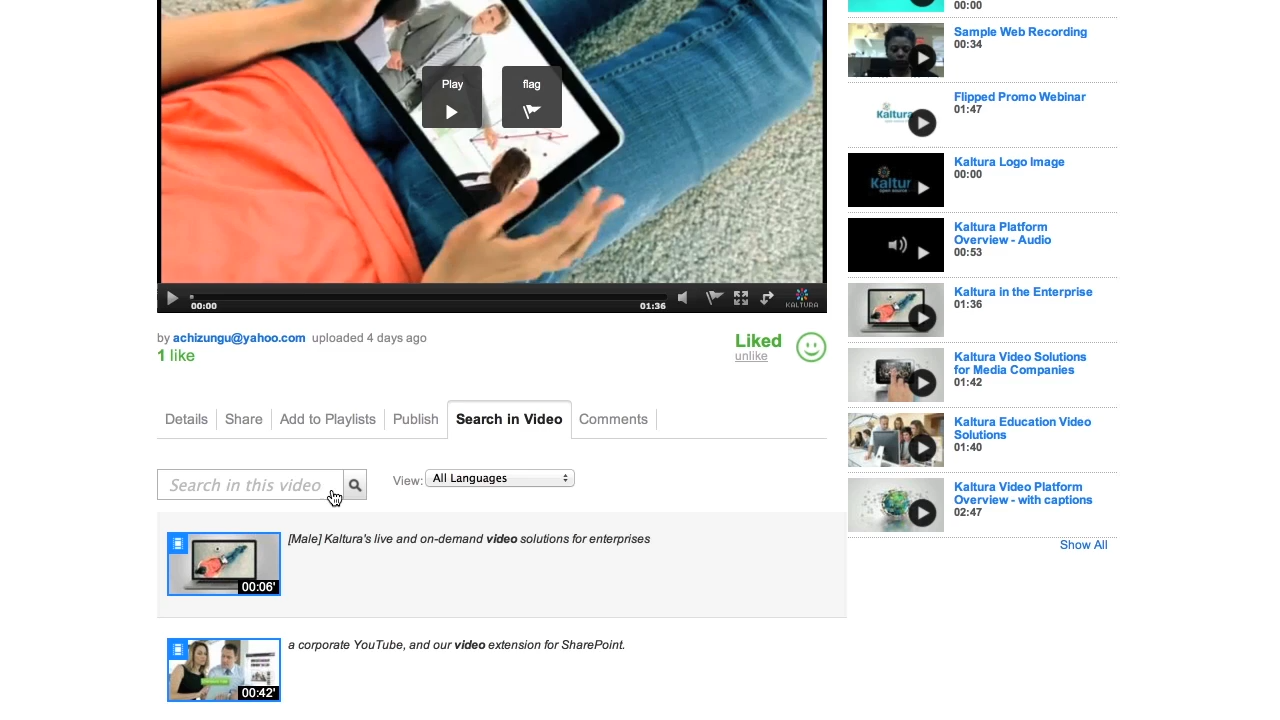 Play
flag
00:00
01:36
KALTURA
by achizungu@yahoo.com uploaded 4 days ago
1 like
Liked
unlike
Details
Share
Add to Playlists
Publish
Search in Video
Comments
Search in this video
View:
All Languages
00:06'
[Male] Kaltura's live and on-demand video solutions for enterprises
00:42'
a corporate YouTube, and our video extension for SharePoint.
00:00
Sample Web Recording
00:34
Kaltura
Flipped Promo Webinar
01:47
Kaltur
open source
Kaltura Logo Image
00:00
Kaltura Platform
Overview - Audio
00:53
Kaltura in the Enterprise
01:36
Kaltura Video Solutions
for Media Companies
01:42
Kaltura Education Video
Solutions
01:40
Kaltura Video Platform
Overview - with captions
02:47
Show All